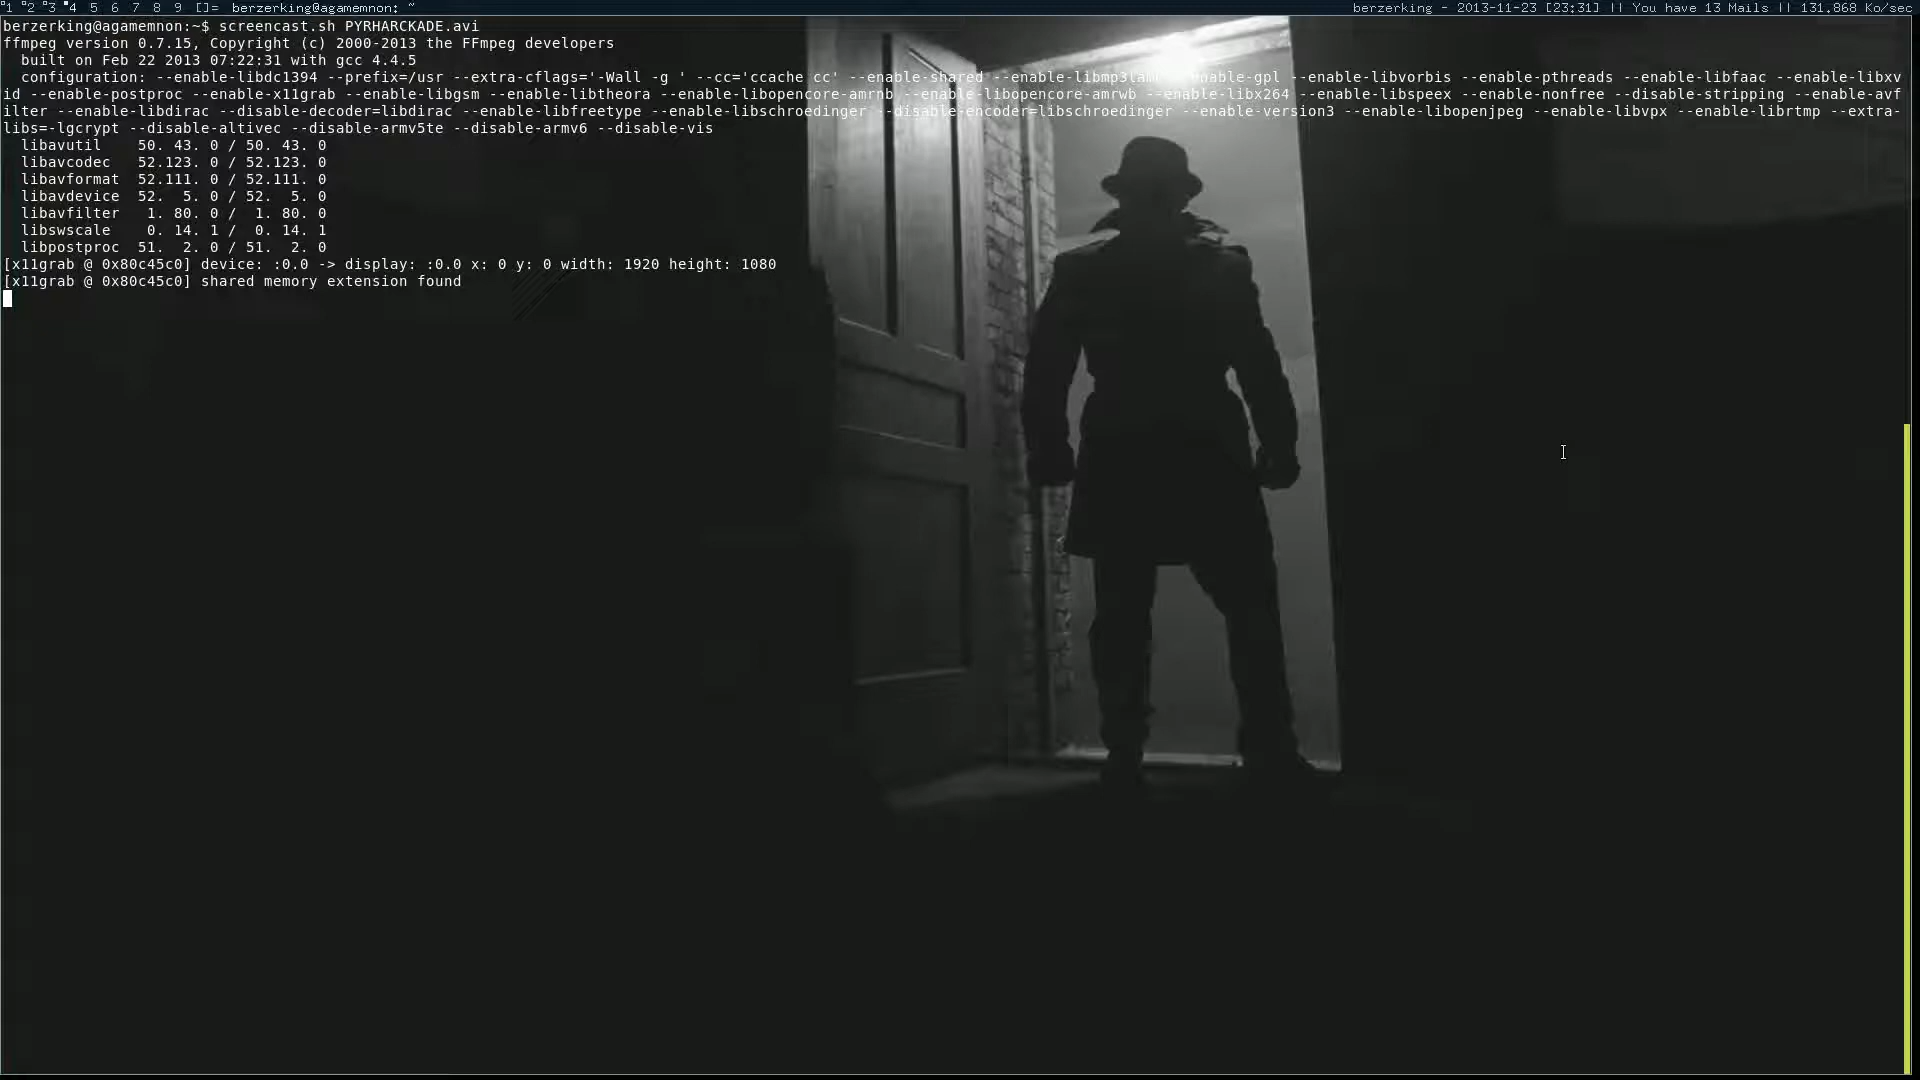 1 2 3 4 5 6 7 8 9 []= berzerking@agamemnon: ~ berzerking - 2013-11-23 [23:31] || You have 13 Mails || 131.868 Ko/sec
berzerking@agamemnon:~$ screencast.sh PYRHARCKADE.avi
ffmpeg version 0.7.15, Copyright (c) 2000-2013 the FFmpeg developers
  built on Feb 22 2013 07:22:31 with gcc 4.4.5
  configuration: --enable-libdc1394 --prefix=/usr --extra-cflags='-Wall -g ' --cc='ccache cc' --enable-shared --enable-libmp3lame --enable-gpl --enable-libvorbis --enable-pthreads --enable-libfaac --enable-libxv
id --enable-postproc --enable-x11grab --enable-libgsm --enable-libtheora --enable-libopencore-amrnb --enable-libopencore-amrwb --enable-libx264 --enable-libspeex --enable-nonfree --disable-stripping --enable-avf
ilter --enable-libdirac --disable-decoder=libdirac --enable-libfreetype --enable-libschroedinger --disable-encoder=libschroedinger --enable-version3 --enable-libopenjpeg --enable-libvpx --enable-librtmp --extra-
libs=-lgcrypt --disable-altivec --disable-armv5te --disable-armv6 --disable-vis
  libavutil    50. 43. 0 / 50. 43. 0
  libavcodec   52.123. 0 / 52.123. 0
  libavformat  52.111. 0 / 52.111. 0
  libavdevice  52.  5. 0 / 52.  5. 0
  libavfilter   1. 80. 0 /  1. 80. 0
  libswscale    0. 14. 1 /  0. 14. 1
  libpostproc  51.  2. 0 / 51.  2. 0
[x11grab @ 0x80c45c0] device: :0.0 -> display: :0.0 x: 0 y: 0 width: 1920 height: 1080
[x11grab @ 0x80c45c0] shared memory extension found